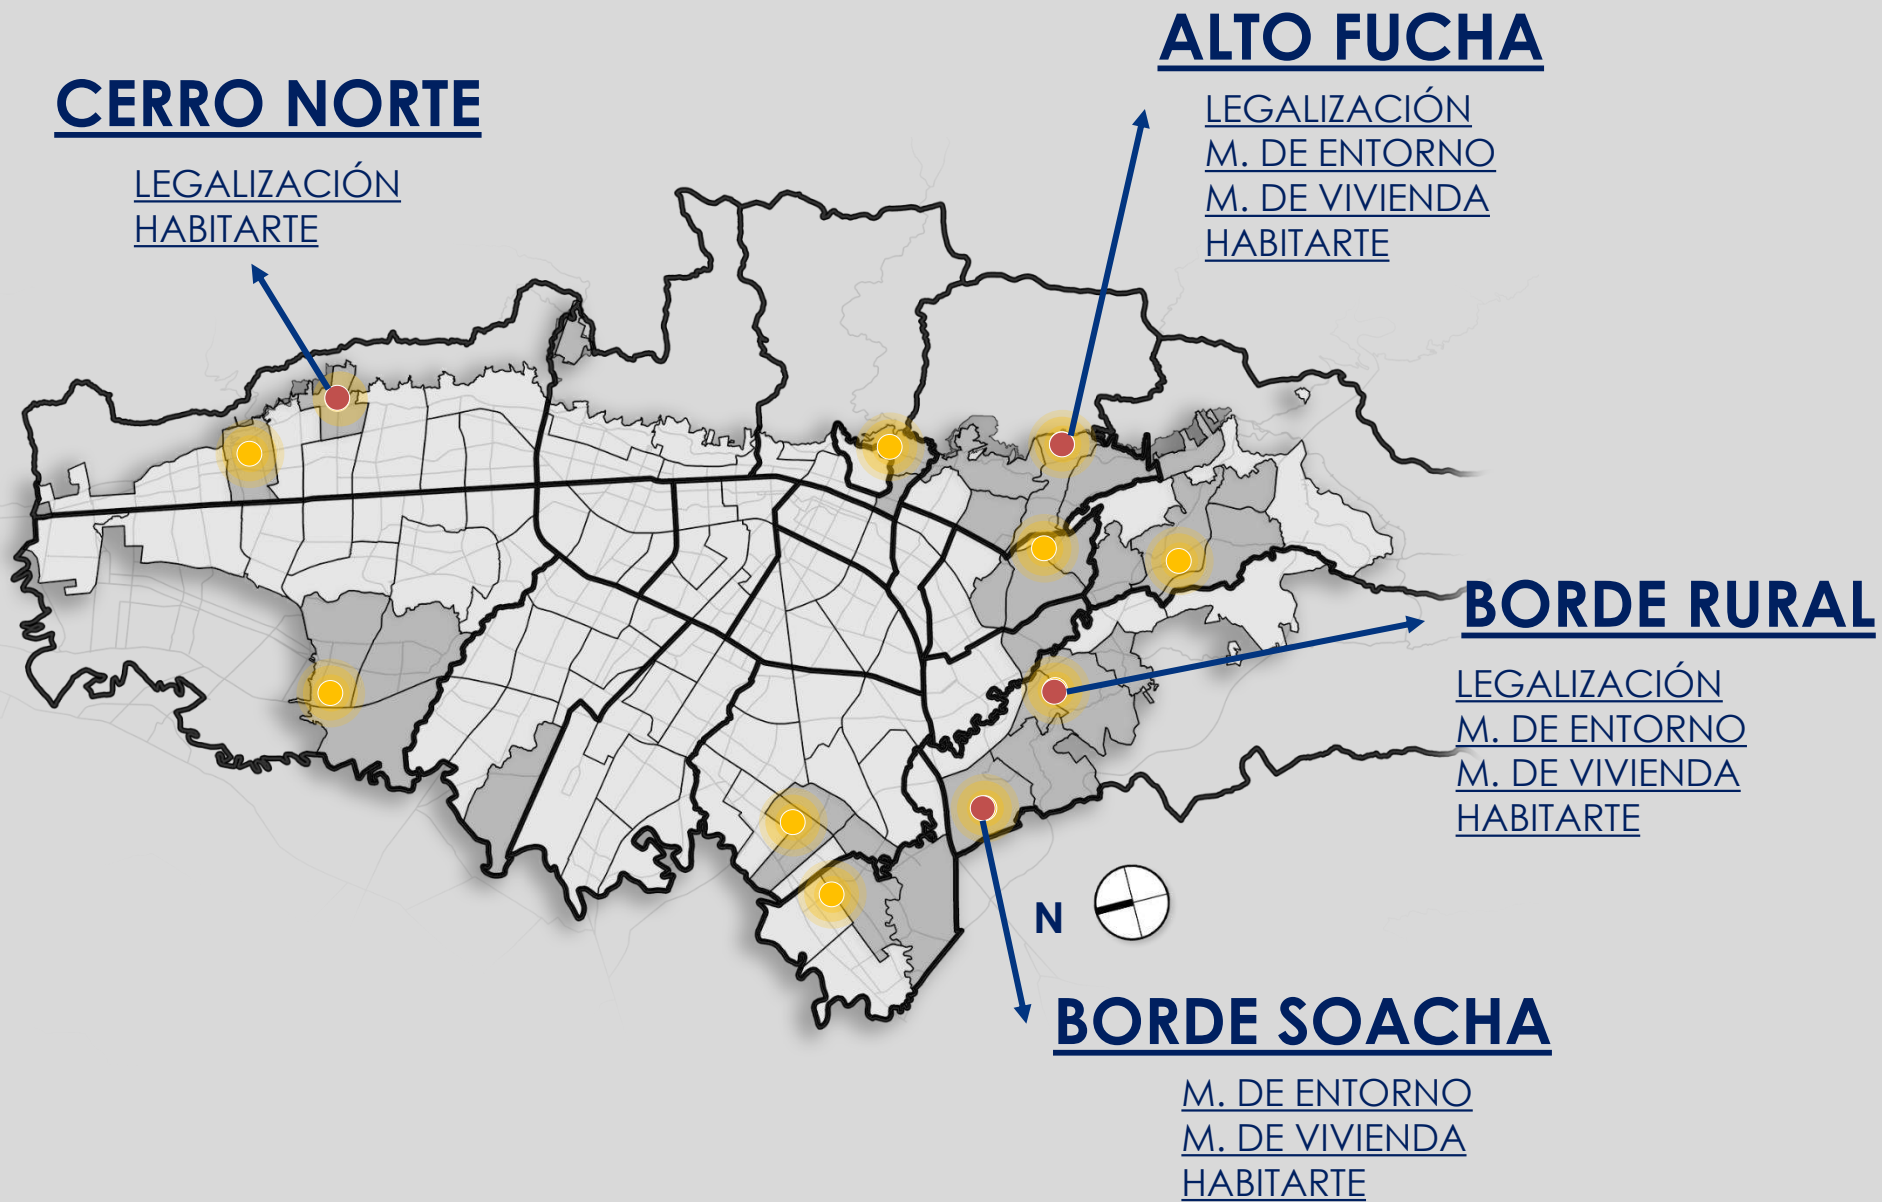 ALTO FUCHA
LEGALIZACIÓN
M. DE ENTORNO
M. DE VIVIENDA
HABITARTE
CERRO NORTE
LEGALIZACIÓN
HABITARTE
BORDE RURAL
LEGALIZACIÓN
M. DE ENTORNO
M. DE VIVIENDA
HABITARTE
N
BORDE SOACHA
M. DE ENTORNO
M. DE VIVIENDA
HABITARTE